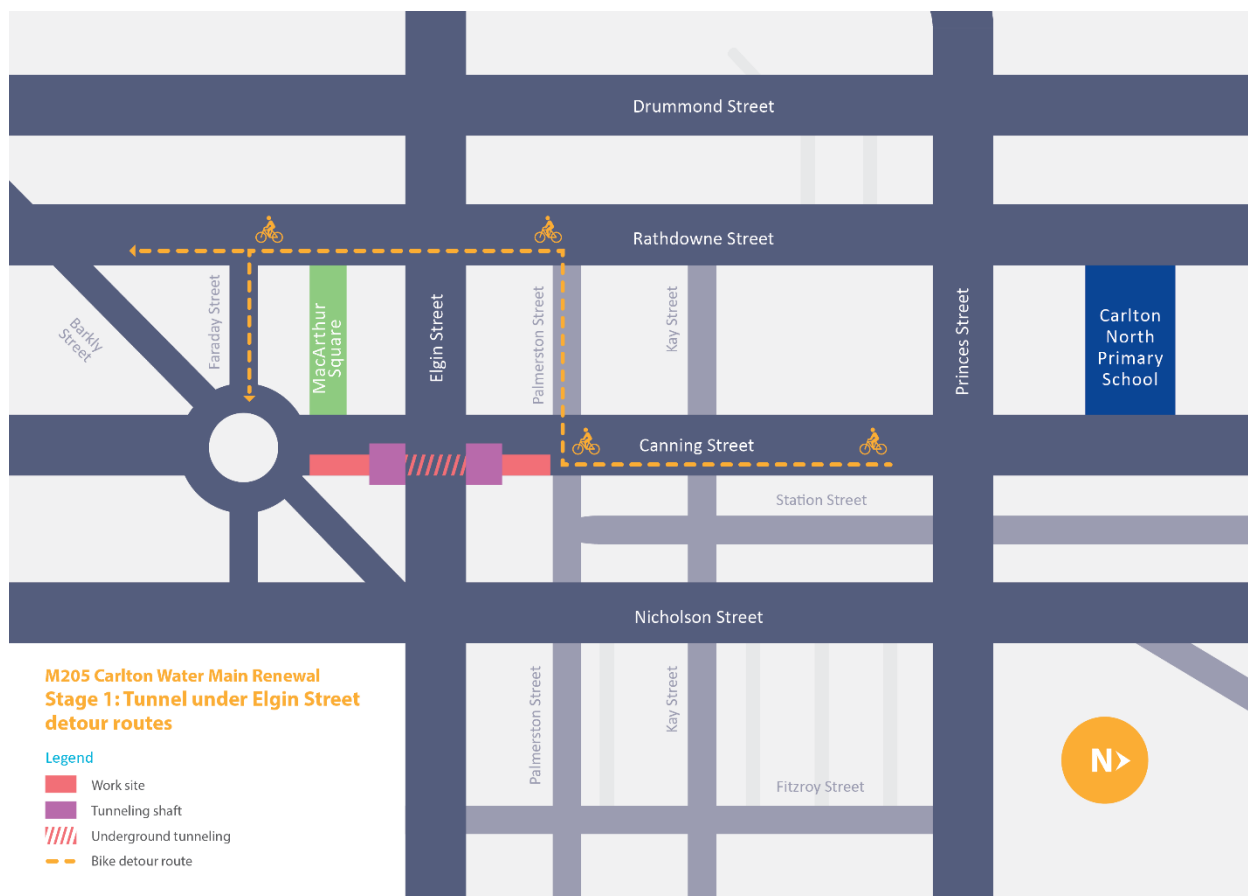 Drummond Street
Rathdowne Street
Barkly
Street
Faraday Street
MacArthur
Square
Elgin Street
Palmerston Street
Kay Street
Princes Street
Carlton
North
Primary
School
Canning Street
Station Street
Nicholson Street
M205 Carlton Water Main Renewal
Stage 1: Tunnel under Elgin Street
detour routes
Legend
Work site
Tunneling shaft
Underground tunneling
Bike detour route
Palmerston Street
Kay Street
Fitzroy Street
N